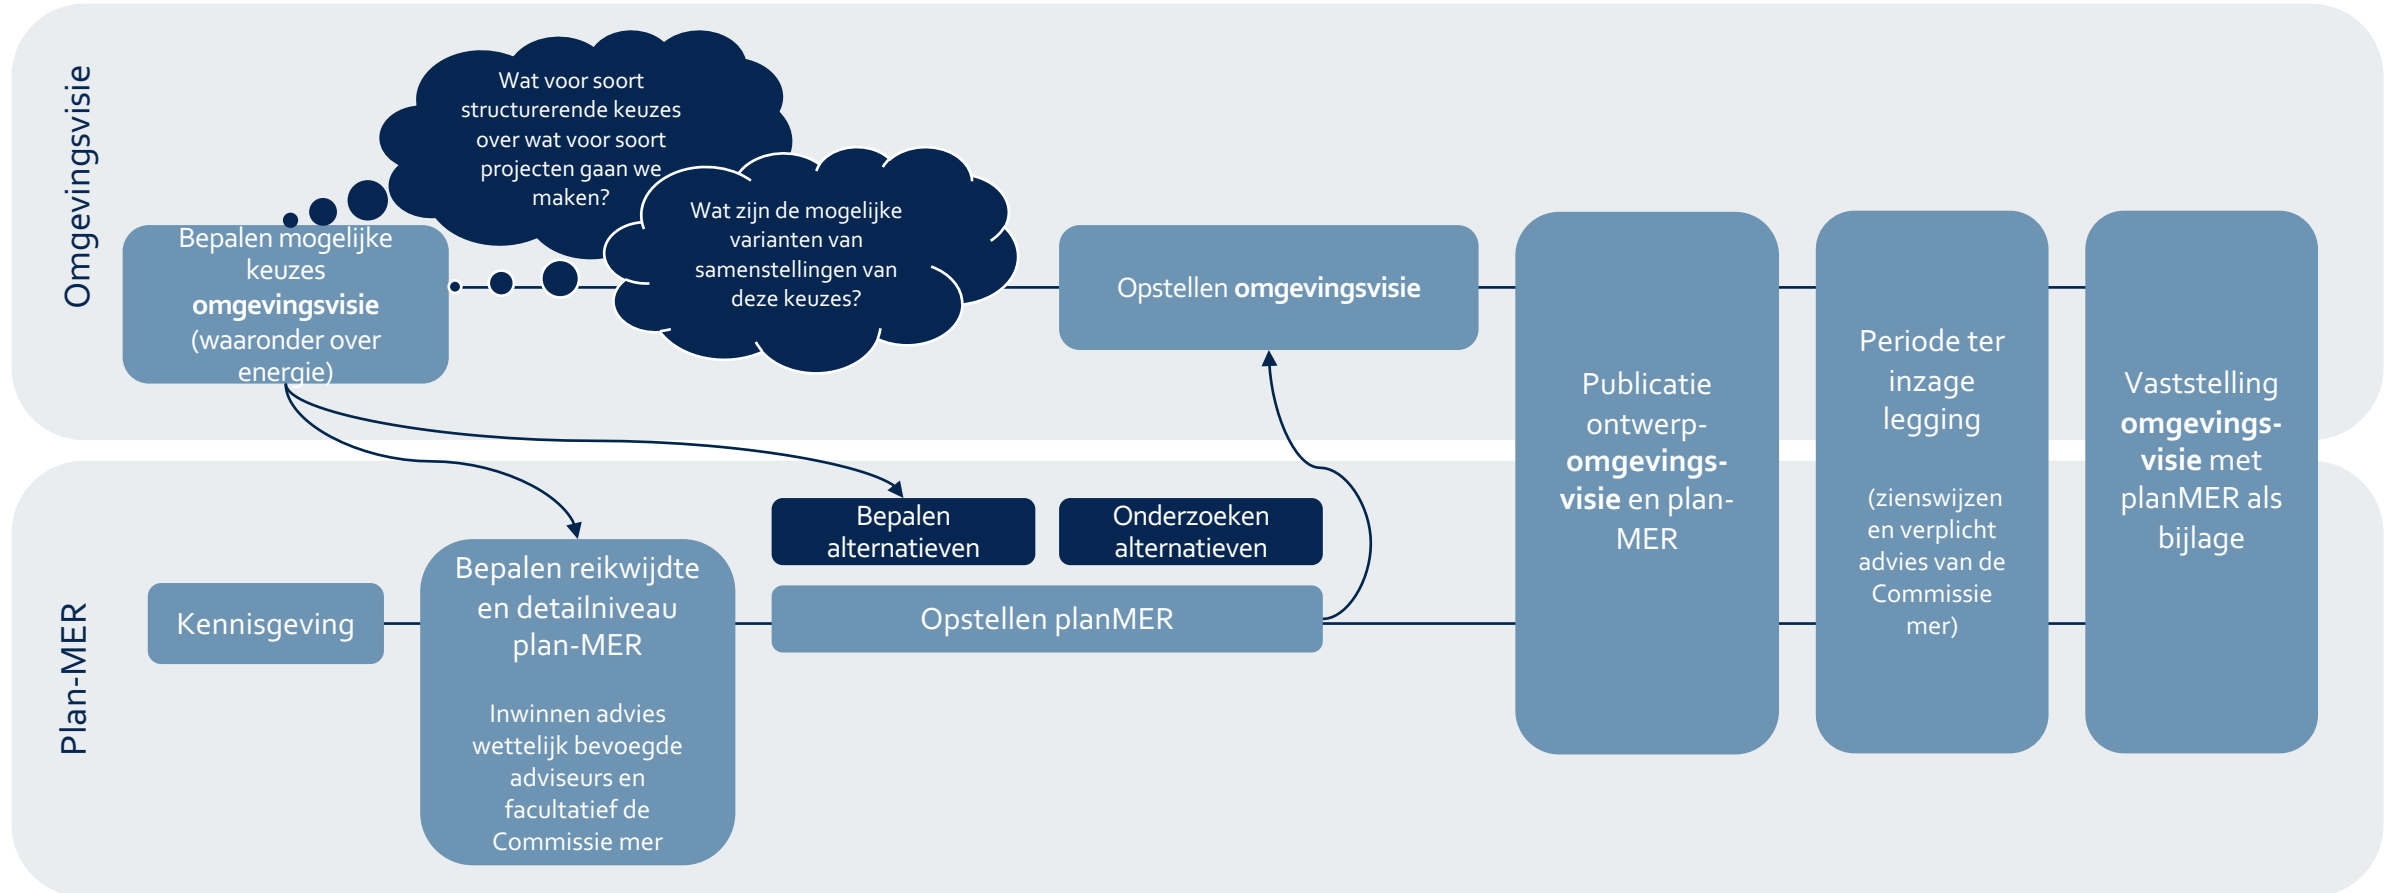 Omgevingsvisie
Wat voor soort
structurerende keuzes
over wat voor soort
projecten gaan we
maken?
Wat zijn de mogelijke
varianten van
samenstellingen van
deze keuzes?
Bepalen mogelijke
keuzes
omgevingsvisie
(waaronder over
energie)
Opstellen omgevingsvisie
Publicatie
ontwerp-
omgevings-
visie en plan-
MER
Periode ter
inzage
legging
(zienswijzen
en verplicht
advies van de
Commissie
mer)
Vaststelling
omgevings-
visie met
planMER als
bijlage
Plan-MER
Kennisgeving
Bepalen reikwijdte
en detailniveau
plan-MER
Inwinnen advies
wettelijk bevoegde
adviseurs en
facultatief de
Commissie mer
Bepalen
alternatieven
Onderzoeken
alternatieven
Opstellen planMER